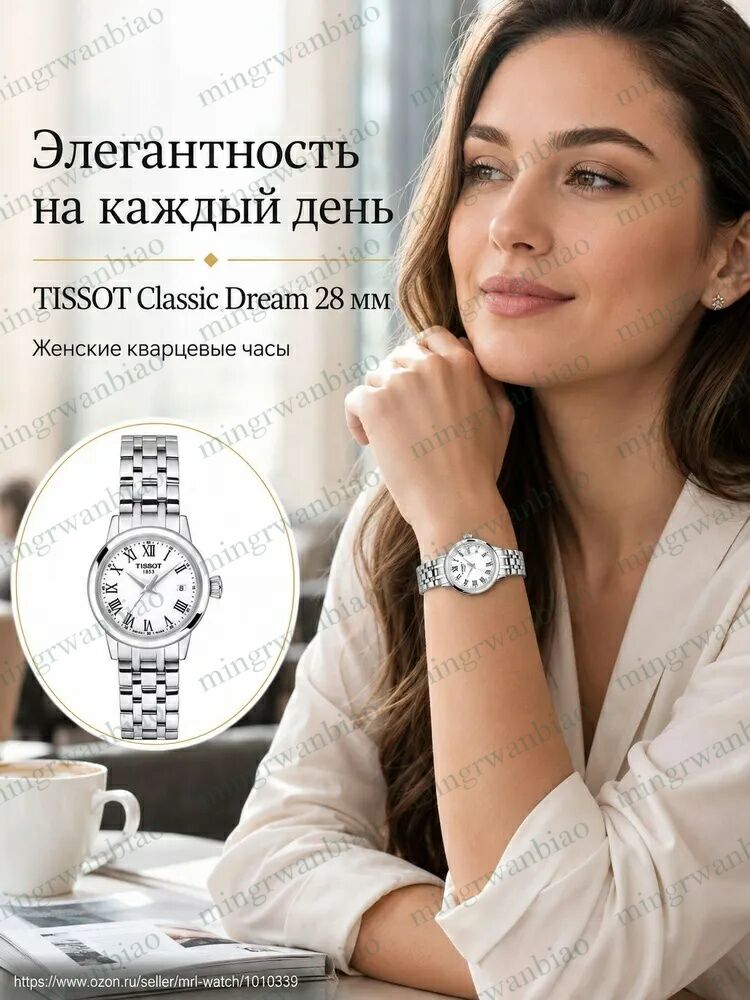 Элегантность
на каждый день
TISSOT Classic Dream 28 мм
Женские кварцевые часы
TISSOT
1853
https://www.ozon.ru/seller/mrl-watch/1010339
mingrwanbiao